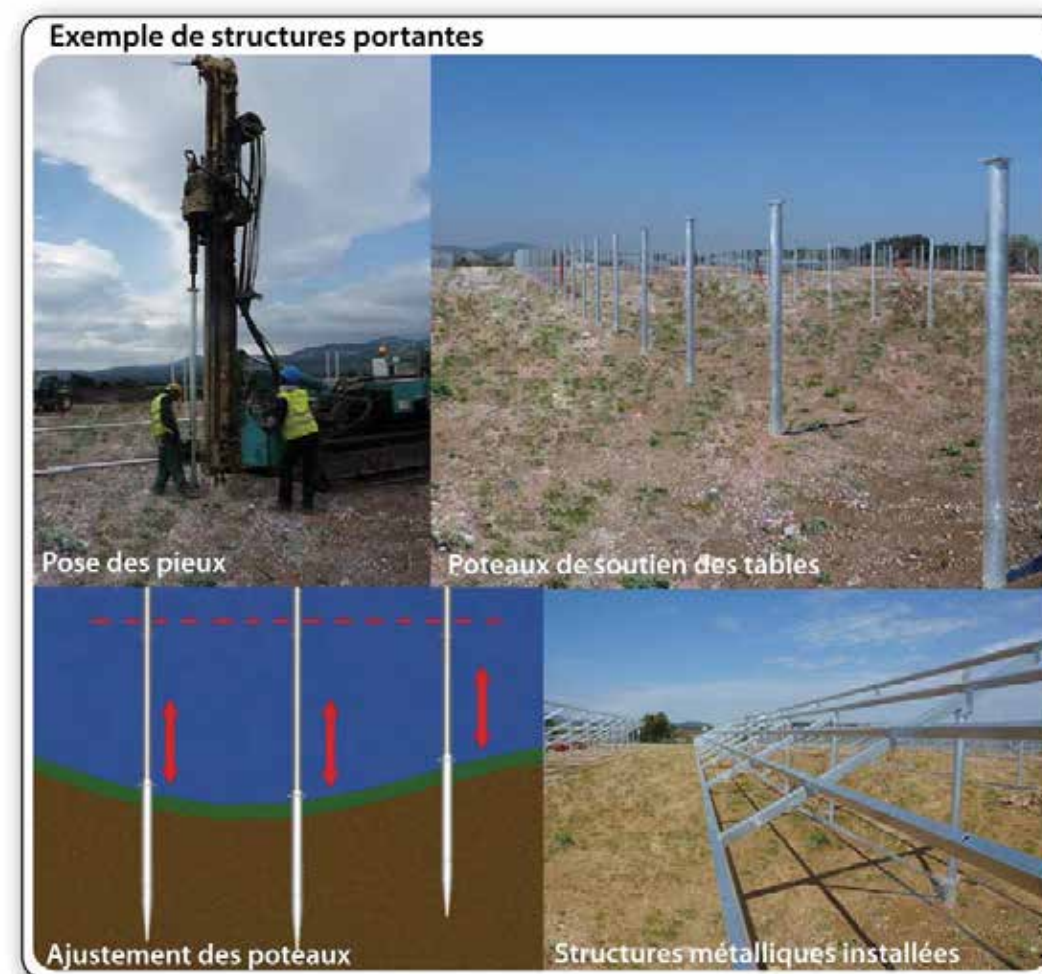 Exemple de structures portantes
Pose des pieux
Poteaux de soutien des tables
Ajustement des poteaux
Structures métalliques installées